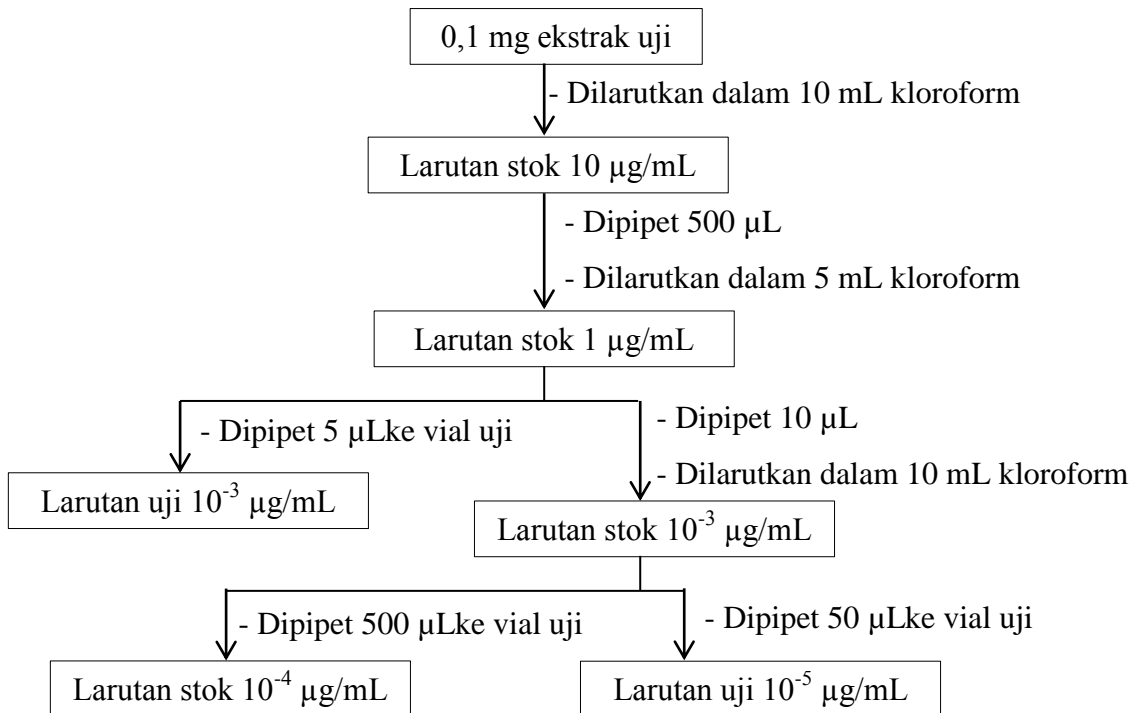 0,1 mg ekstrak uji
- Dilarutkan dalam 10 mL kloroform
Larutan stok 10 µg/mL
- Dipipet 500 µL
- Dilarutkan dalam 5 mL kloroform
Larutan stok 1 µg/mL
- Dipipet 5 µLke vial uji
- Dipipet 10 µL
- Dilarutkan dalam 10 mL kloroform
Larutan uji 10⁻³ µg/mL
Larutan stok 10⁻³ µg/mL
- Dipipet 500 µLke vial uji
- Dipipet 50 µLke vial uji
Larutan stok 10⁻⁴ µg/mL
Larutan uji 10⁻⁵ µg/mL